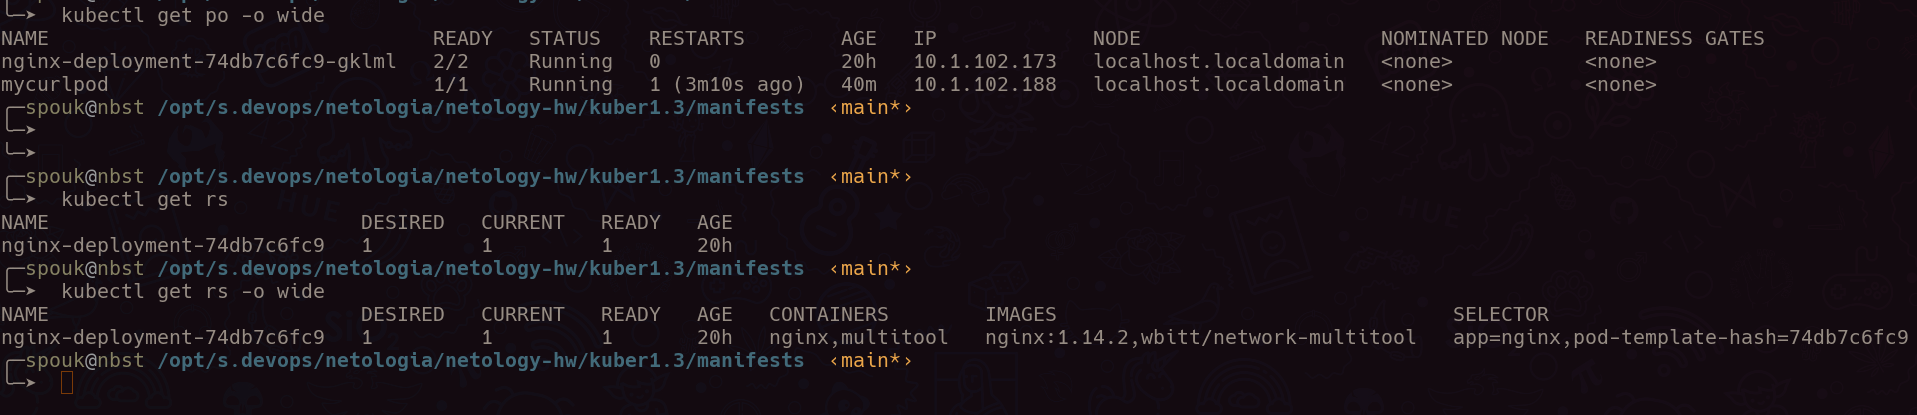 ╰─➤  kubectl get po -o wide
NAME                                READY   STATUS    RESTARTS        AGE   IP             NODE                    NOMINATED NODE   READINESS GATES
nginx-deployment-74db7c6fc9-gklml   2/2     Running   0               20h   10.1.102.173   localhost.localdomain   <none>           <none>
mycurlpod                           1/1     Running   1 (3m10s ago)   40m   10.1.102.188   localhost.localdomain   <none>           <none>
╭─spouk@nbst /opt/s.devops/netologia/netology-hw/kuber1.3/manifests  ‹main*›
╰─➤
╰─➤
╭─spouk@nbst /opt/s.devops/netologia/netology-hw/kuber1.3/manifests  ‹main*›
╰─➤  kubectl get rs
NAME                          DESIRED   CURRENT   READY   AGE
nginx-deployment-74db7c6fc9   1         1         1       20h
╭─spouk@nbst /opt/s.devops/netologia/netology-hw/kuber1.3/manifests  ‹main*›
╰─➤  kubectl get rs -o wide
NAME                          DESIRED   CURRENT   READY   AGE   CONTAINERS        IMAGES                                 SELECTOR
nginx-deployment-74db7c6fc9   1         1         1       20h   nginx,multitool   nginx:1.14.2,wbitt/network-multitool   app=nginx,pod-template-hash=74db7c6fc9
╭─spouk@nbst /opt/s.devops/netologia/netology-hw/kuber1.3/manifests  ‹main*›
╰─➤